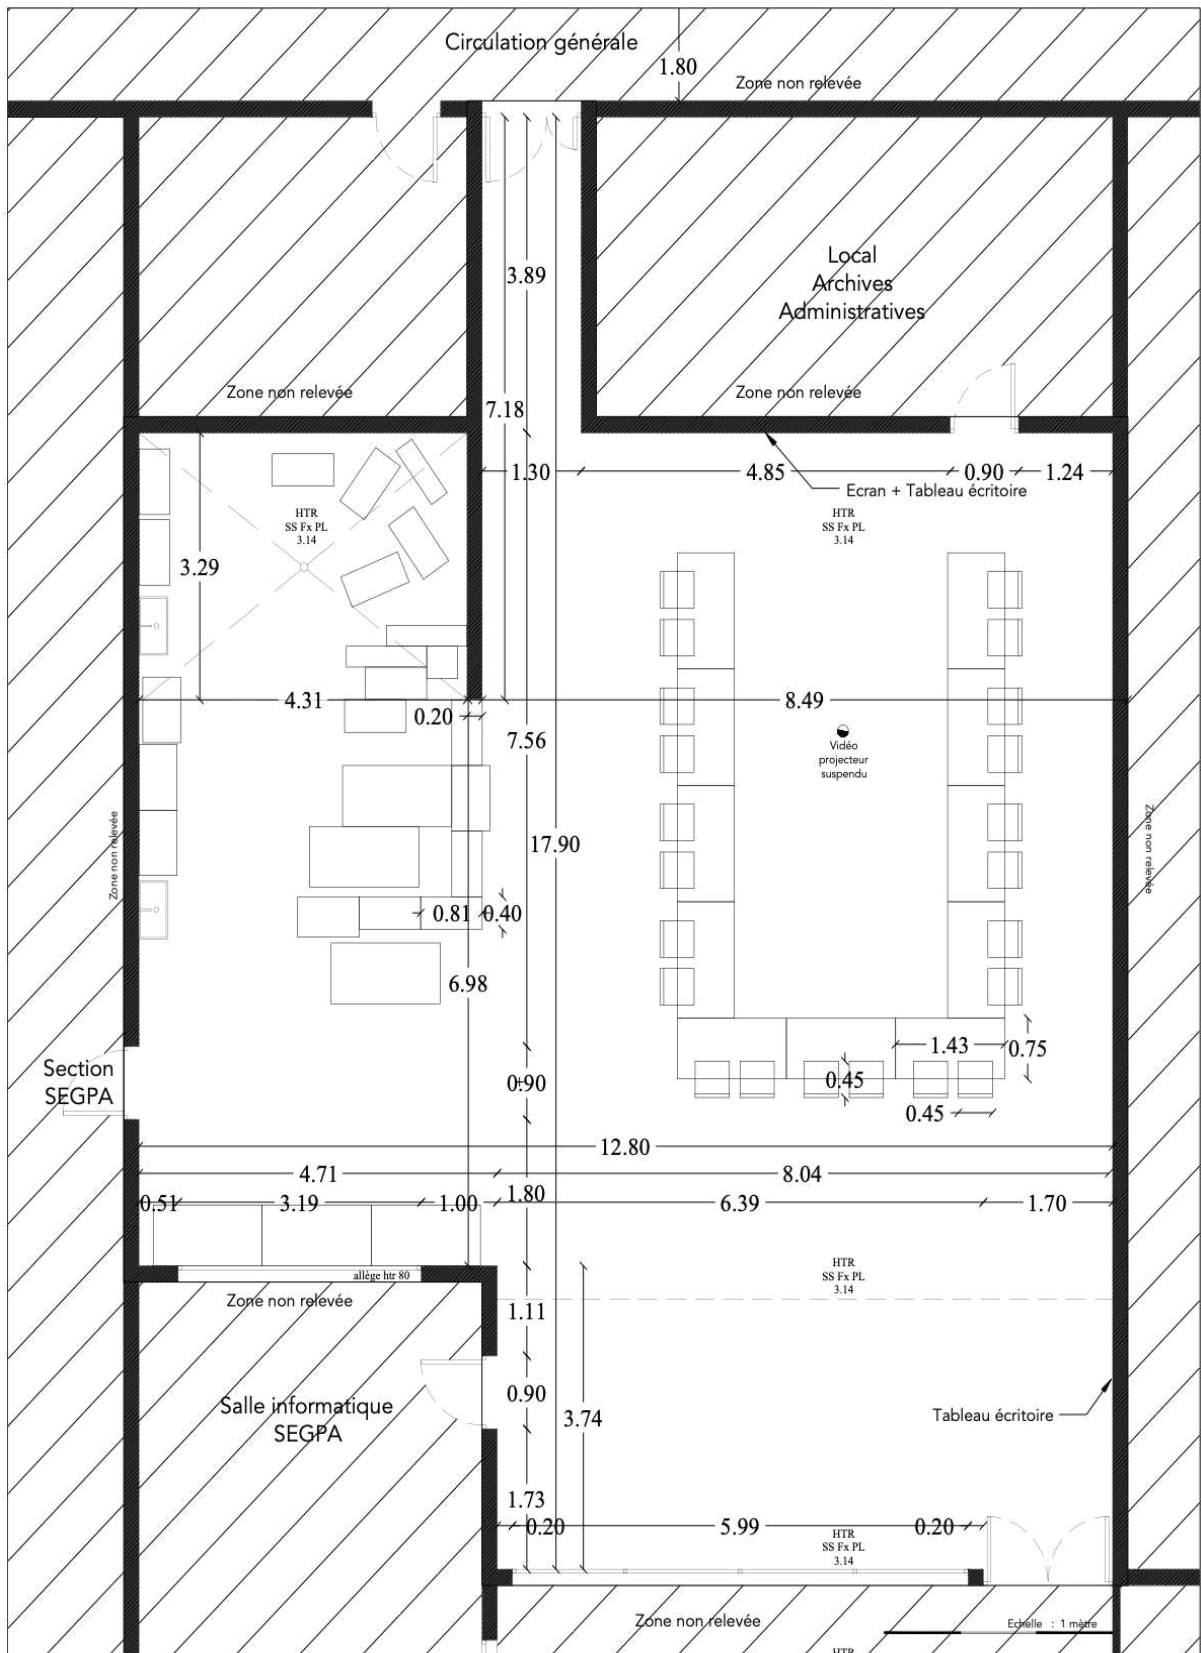 Circulation générale
1.80
Zone non relevée
3.89
Local
Archives
Administratives
Zone non relevée
Zone non relevée
7.18
1.30
4.85
0.90
1.24
Ecran + Tableau écritoire
HTR
SS Fx PL
3.14
HTR
SS Fx PL
3.14
3.29
4.31
0.20
8.49
7.56
Vidéo
projecteur
suspendu
Zone non relevée
Zone non relevée
17.90
0.81
0.40
6.98
1.43
0.75
Section
SEGPA
0.90
0.45
0.45
12.80
4.71
8.04
1.80
0.51
3.19
1.00
6.39
1.70
allège htr 80
HTR
SS Fx PL
3.14
Zone non relevée
1.11
0.90
Salle informatique
SEGPA
3.74
Tableau écritoire
1.73
0.20
5.99
0.20
HTR
SS Fx PL
3.14
Zone non relevée
Echelle : 1 mètre
HTR